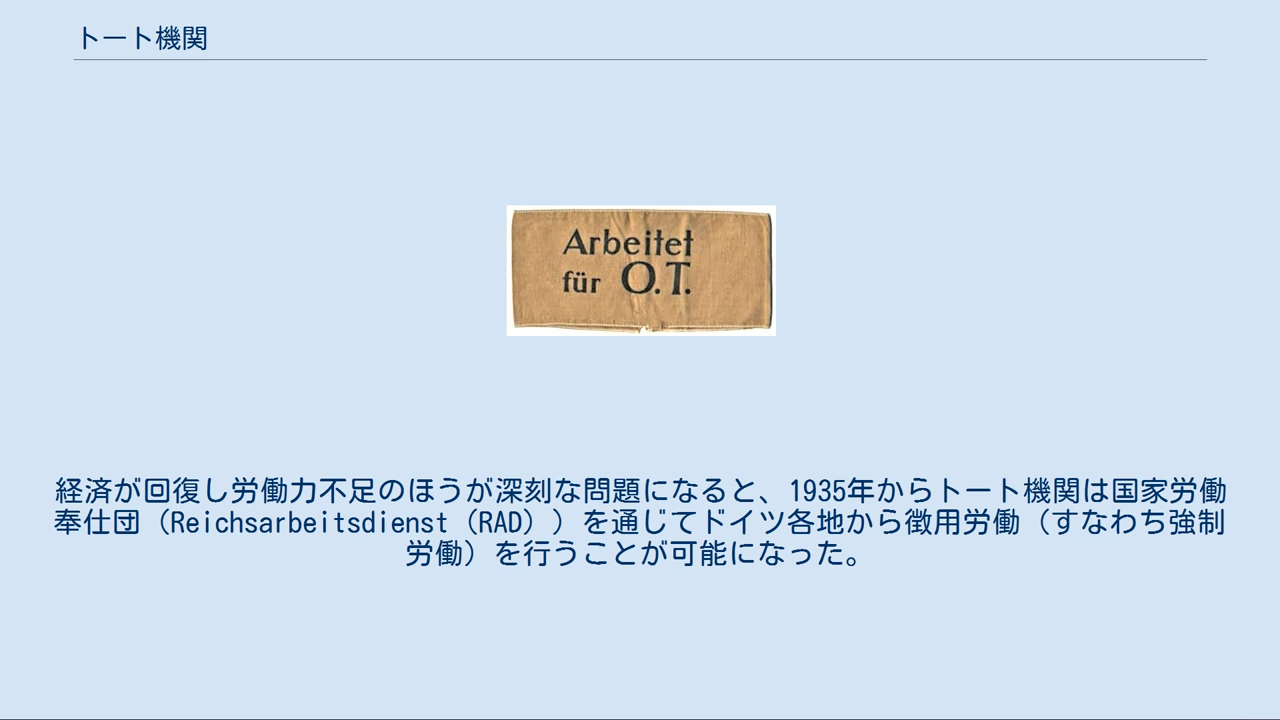 トート機関
Arbeitet
für O.T.
経済が回復し労働力不足のほうが深刻な問題になると、1935年からトート機関は国家労働
奉仕団（Reichsarbeitsdienst（RAD））を通じてドイツ各地から徴用労働（すなわち強制
労働）を行うことが可能になった。